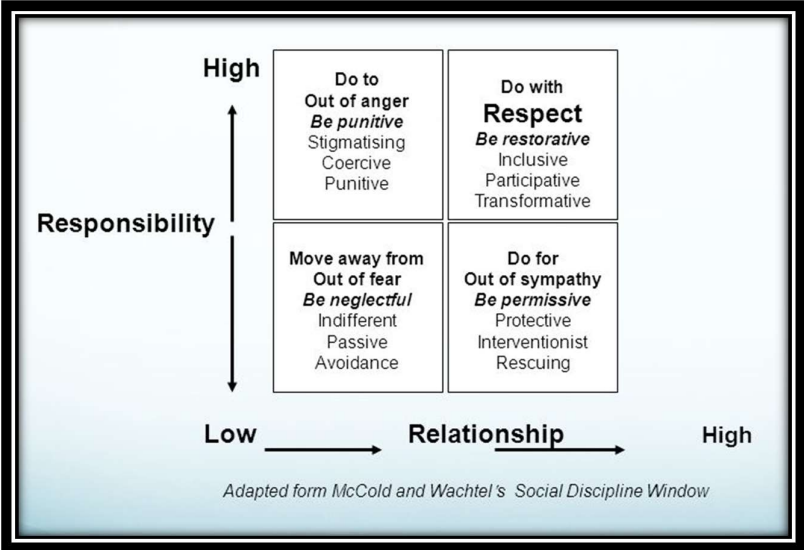 High
Do to
Out of anger
Be punitive
Stigmatising
Coercive
Punitive
Do with
Respect
Be restorative
Inclusive
Participative
Transformative
Responsibility
Move away from
Out of fear
Be neglectful
Indifferent
Passive
Avoidance
Do for
Out of sympathy
Be permissive
Protective
Interventionist
Rescuing
Low
Relationship
High
Adapted form McCold and Wachtel´s Social Discipline Window